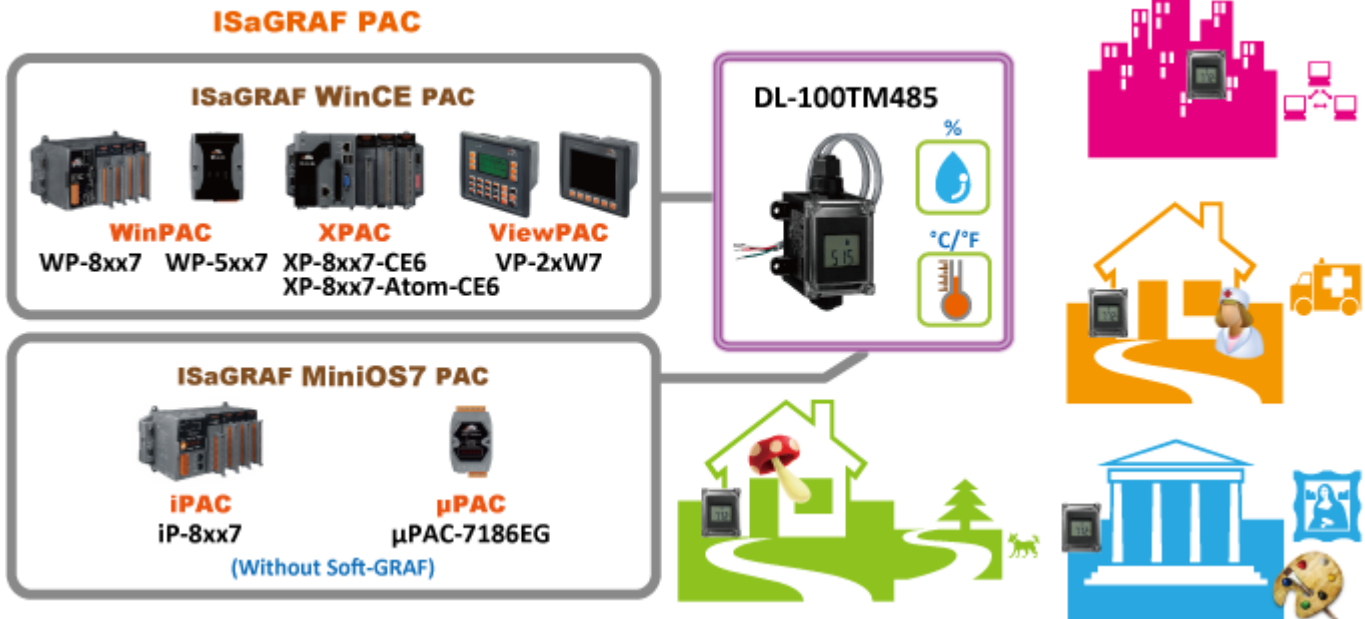 ISaGRAF PAC
ISaGRAF WinCE PAC
WinPAC
XPAC
ViewPAC
WP-8xx7
WP-5xx7
XP-8xx7-CE6
VP-2xW7
XP-8xx7-Atom-CE6
ISaGRAF MiniOS7 PAC
iPAC
µPAC
iP-8xx7
µPAC-7186EG
(Without Soft-GRAF)
DL-100TM485
%
°C/°F
515